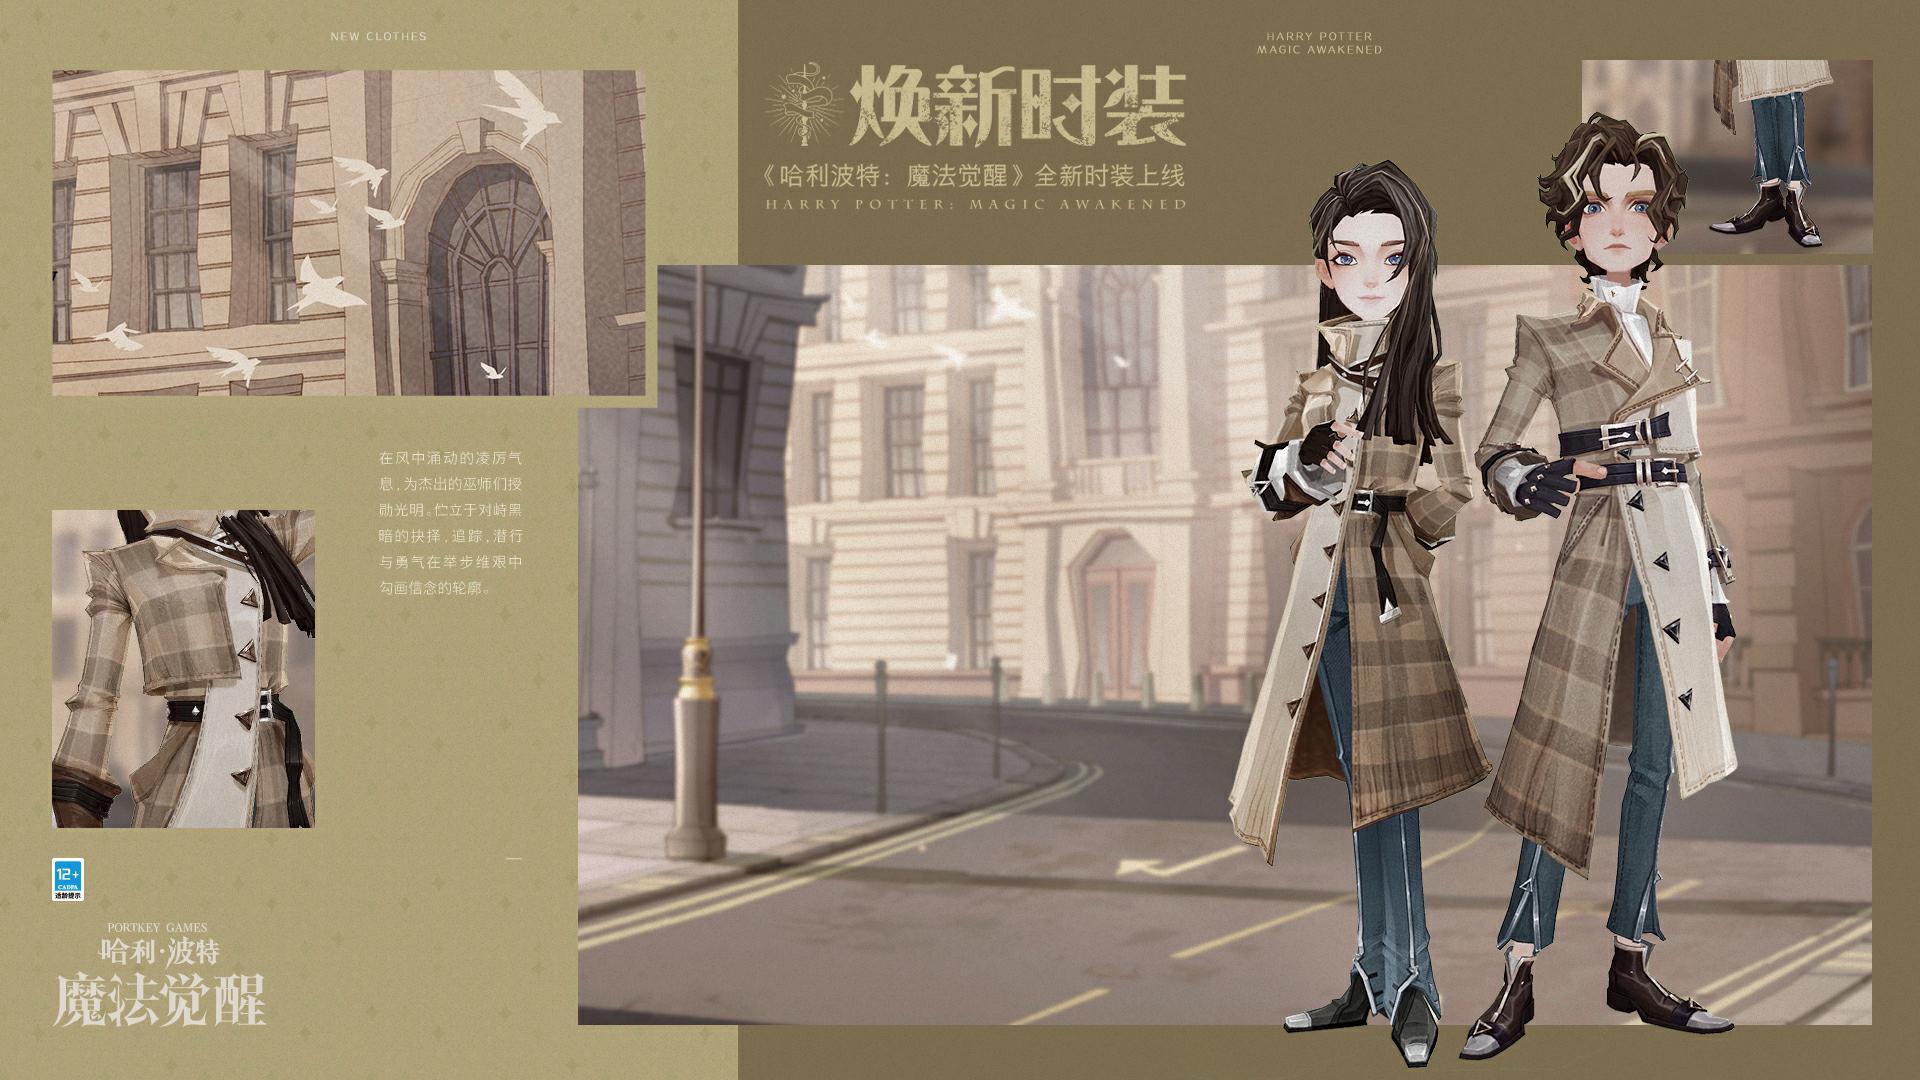 NEW CLOTHES
HARRY POTTER
MAGIC AWAKENED
焕新时装
《哈利波特：魔法觉醒》全新时装上线
HARRY POTTER: MAGIC AWAKENED
在风中涌动的凌厉气
息，为杰出的巫师们授
勋光明。伫立于对峙黑
暗的抉择，追踪，潜行
与勇气在举步维艰中
勾画信念的轮廓。
12+
CADPA
适龄提示
PORTKEY GAMES
哈利·波特
魔法觉醒